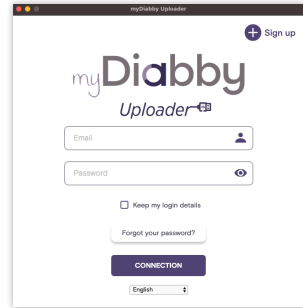 myDiabby Uploader
Sign up
myDiabby
Uploader
Email
Password
Keep my login details
Forgot your password?
CONNECTION
English